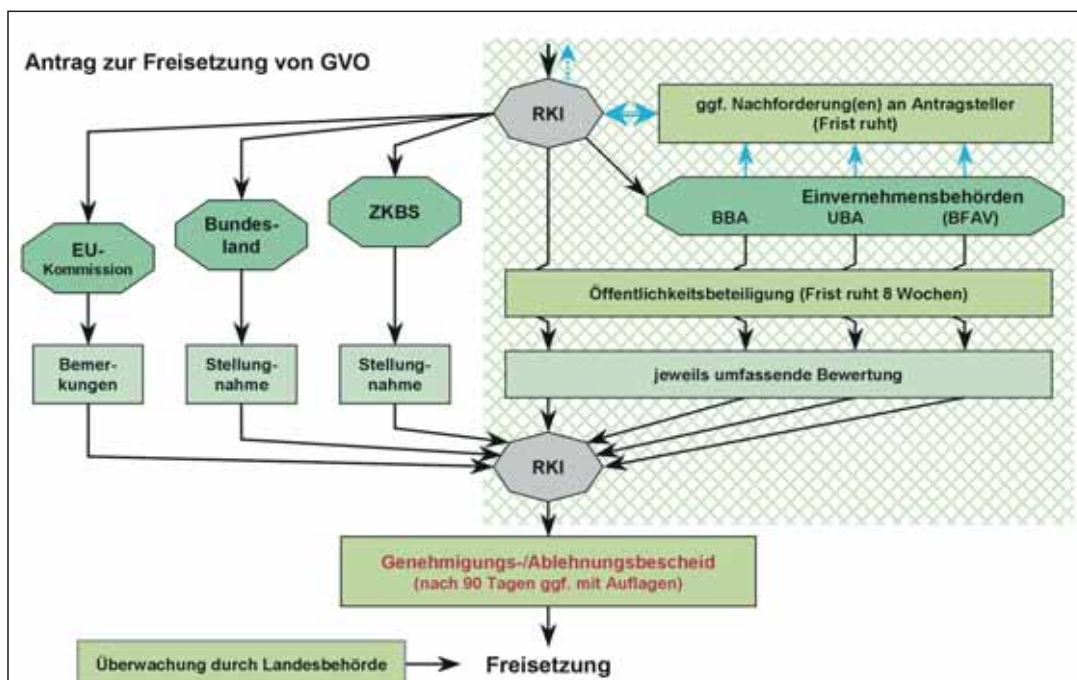 Antrag zur Freisetzung von GVO
RKI
ggf. Nachforderung(en) an Antragsteller
(Frist ruht)
Einvernehmensbehörden
BBA UBA (BFAV)
ZKBS
Bundes-
land
EU-
Kommission
Öffentlichkeitsbeteiligung (Frist ruht 8 Wochen)
Bemer-
kungen
Stellung-
nahme
Stellung-
nahme
jeweils umfassende Bewertung
RKI
Genehmigungs-/Ablehnungsbescheid
(nach 90 Tagen ggf. mit Auflagen)
Überwachung durch Landesbehörde
Freisetzung